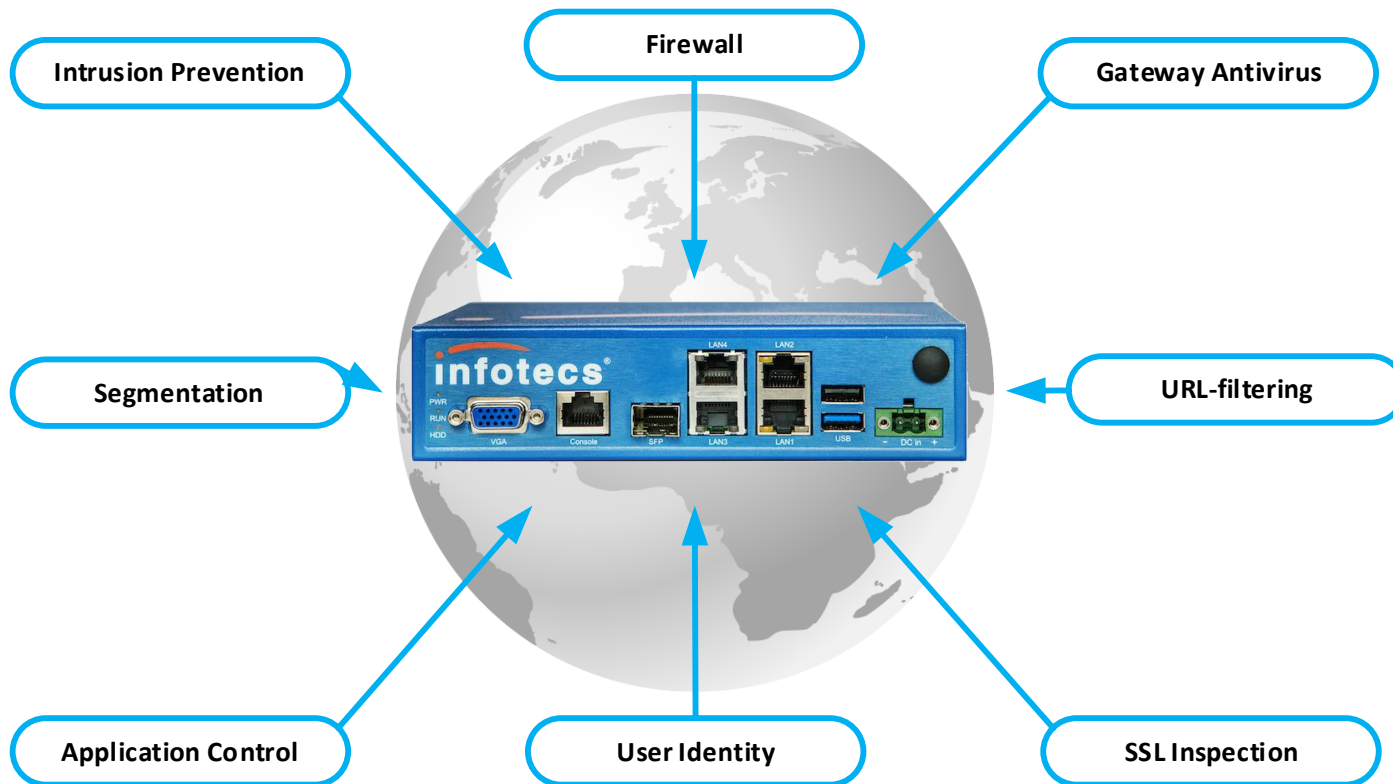 Firewall
Intrusion Prevention
Gateway Antivirus
LAN4
LAN2
infotecs®
PWR
RUN
HDD
VGA
Console
SFP
LAN3
LAN1
USB
− DC in +
Segmentation
URL-filtering
Application Control
User Identity
SSL Inspection